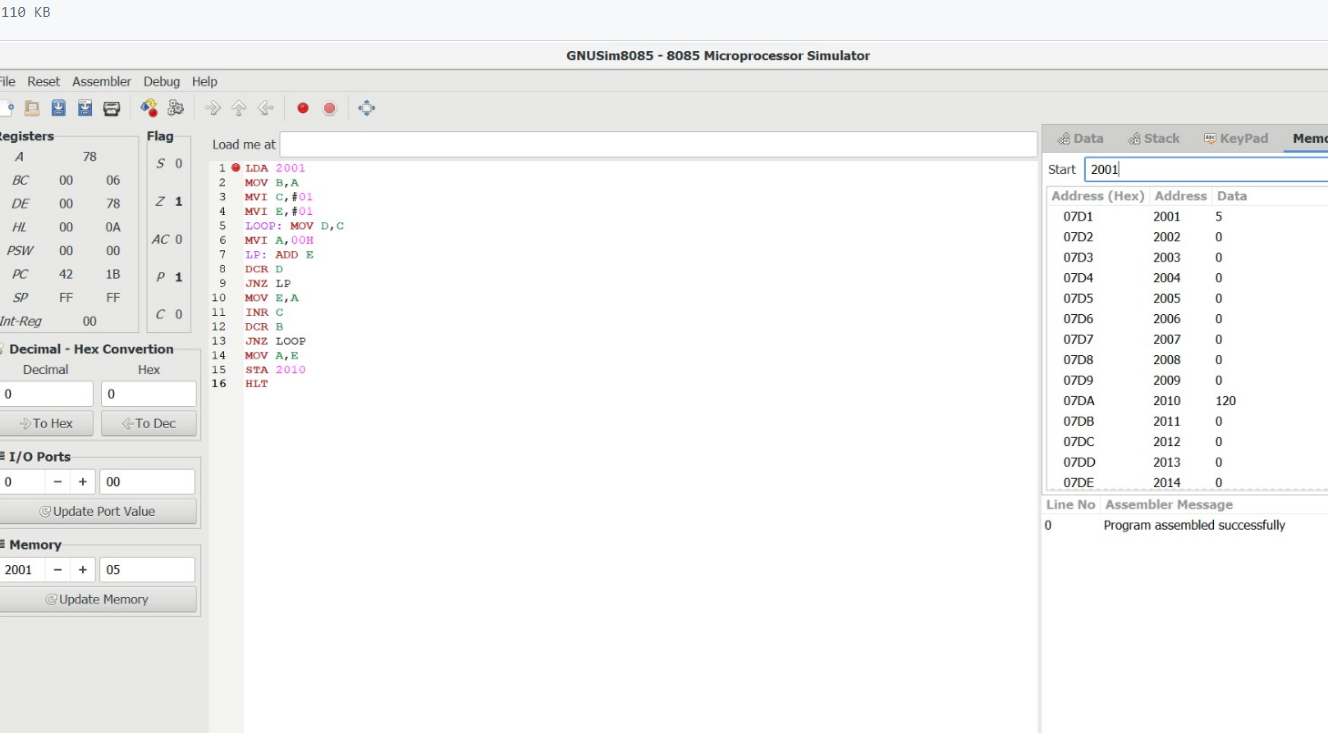 110 KB
GNUSim8085 - 8085 Microprocessor Simulator
File Reset Assembler Debug Help
Registers
A 78
BC 00 06
DE 00 78
HL 00 0A
PSW 00 00
PC 42 1B
SP FF FF
Int-Reg 00
Flag
S 0
Z 1
AC 0
P 1
C 0
Decimal - Hex Convertion
Decimal Hex
0 0
To Hex To Dec
I/O Ports
0 − + 00
Update Port Value
Memory
2001 − + 05
Update Memory
Load me at
1 LDA 2001
2 MOV B,A
3 MVI C,#01
4 MVI E,#01
5 LOOP: MOV D,C
6 MVI A,00H
7 LP: ADD E
8 DCR D
9 JNZ LP
10 MOV E,A
11 INR C
12 DCR B
13 JNZ LOOP
14 MOV A,E
15 STA 2010
16 HLT
Data Stack KeyPad Memo
Start 2001
Address (Hex) Address Data
07D1 2001 5
07D2 2002 0
07D3 2003 0
07D4 2004 0
07D5 2005 0
07D6 2006 0
07D7 2007 0
07D8 2008 0
07D9 2009 0
07DA 2010 120
07DB 2011 0
07DC 2012 0
07DD 2013 0
07DE 2014 0
Line No Assembler Message
0 Program assembled successfully